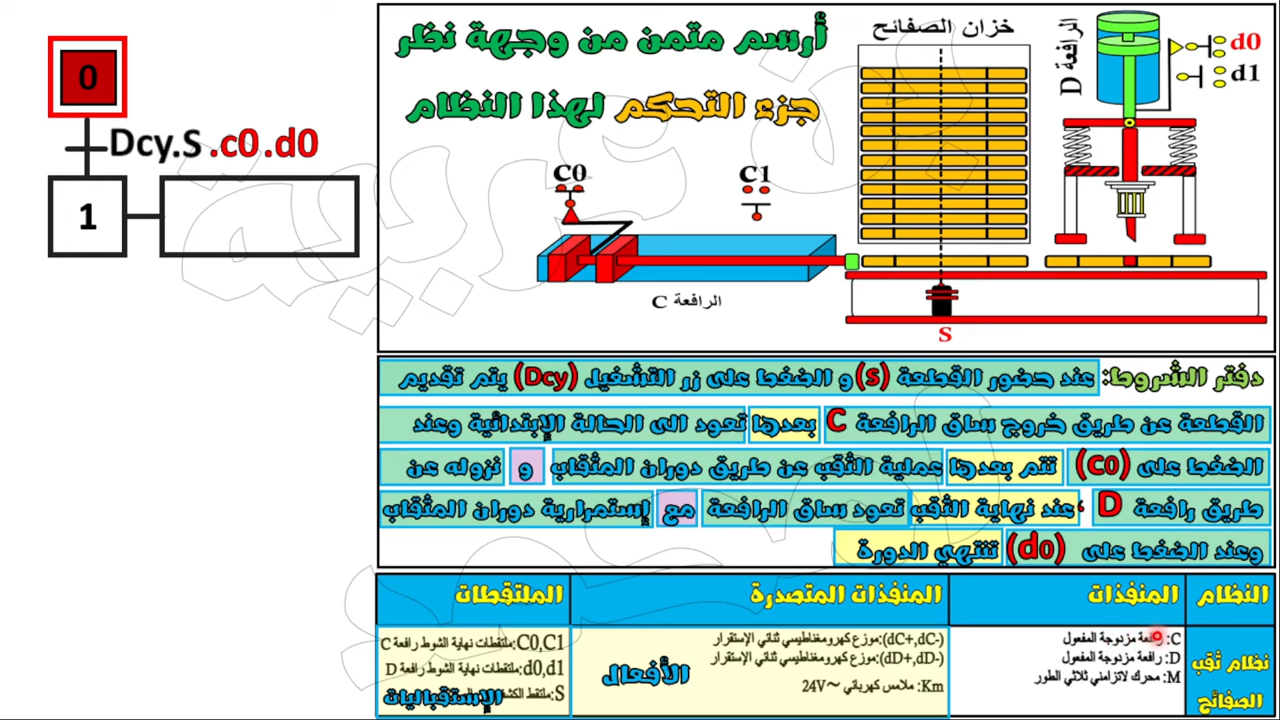 0
Dcy.S .c0 .d0
1
أرسم متمن من وجهة نظر
جزء التحكم لهذا النظام
خزان الصفائح
الرافعة D
d0
d1
C0
C1
الرافعة C
S
دفتر الشروط: عند حضور القطعة (s) و الضغط على زر التشغيل (Dcy) يتم تقديم
القطعة عن طريق خروج ساق الرافعة C بعدها تعود الى الحالة الإبتدائية وعند
الضغط على (c0) تتم بعدها عملية الثقب عن طريق دوران المثقاب و نزوله عن
طريق رافعة D ، عند نهاية الثقب تعود ساق الرافعة مع إستمرارية دوران المثقاب
وعند الضغط على (d0) تنتهي الدورة
النظام
المنفذات
المنفذات المتصدرة
الملتقطات
نظام ثقب
الصفائح
C: رافعة مزدوجة المفعول
D: رافعة مزدوجة المفعول
M: محرك لاتزامني ثلاثي الطور
(dC+,dC-):موزع كهرومغناطيسي ثنائي الإستقرار
(dD+,dD-):موزع كهرومغناطيسي ثنائي الإستقرار
Km: ملامس كهربائي ~24V
الأفعال
C0,C1:ملتقطات نهاية الشوط رافعة C
d0,d1:ملتقطات نهاية الشوط رافعة D
S:ملتقط الكشف
الإستقباليات